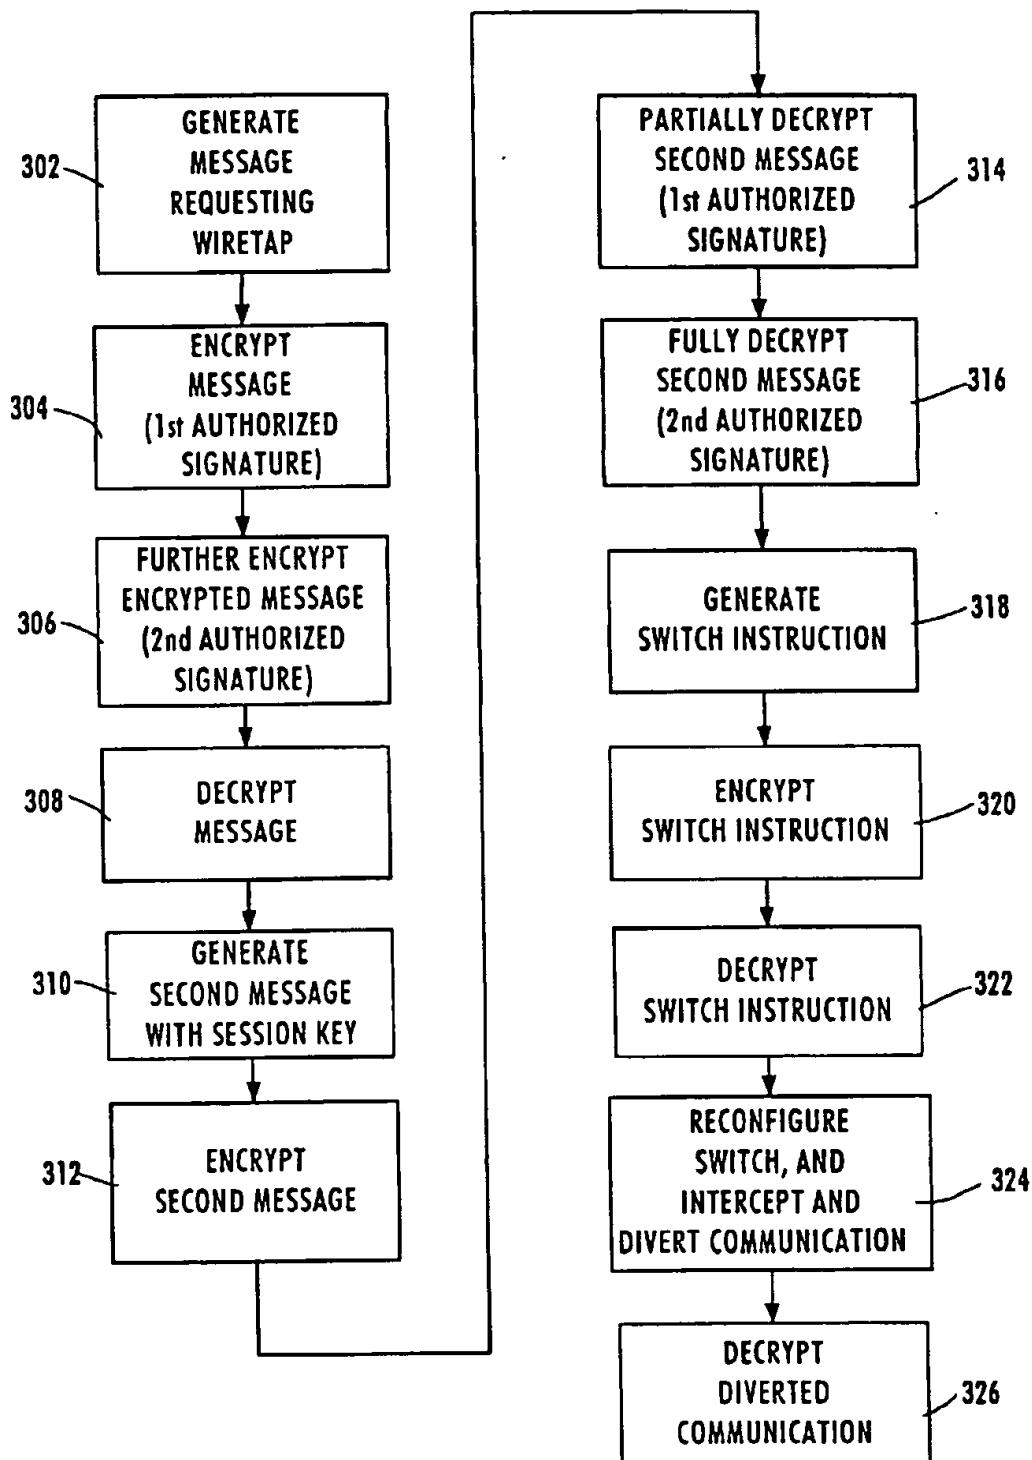 302
GENERATE
MESSAGE
REQUESTING
WIRETAP
304
ENCRYPT
MESSAGE
(1st AUTHORIZED
SIGNATURE)
306
FURTHER ENCRYPT
ENCRYPTED MESSAGE
(2nd AUTHORIZED
SIGNATURE)
308
DECRYPT
MESSAGE
310
GENERATE
SECOND MESSAGE
WITH SESSION KEY
312
ENCRYPT
SECOND MESSAGE
PARTIALLY DECRYPT
SECOND MESSAGE
(1st AUTHORIZED
SIGNATURE)
314
FULLY DECRYPT
SECOND MESSAGE
(2nd AUTHORIZED
SIGNATURE)
316
GENERATE
SWITCH INSTRUCTION
318
ENCRYPT
SWITCH INSTRUCTION
320
DECRYPT
SWITCH INSTRUCTION
322
RECONFIGURE
SWITCH, AND
INTERCEPT AND
DIVERT COMMUNICATION
324
DECRYPT
DIVERTED
COMMUNICATION
326